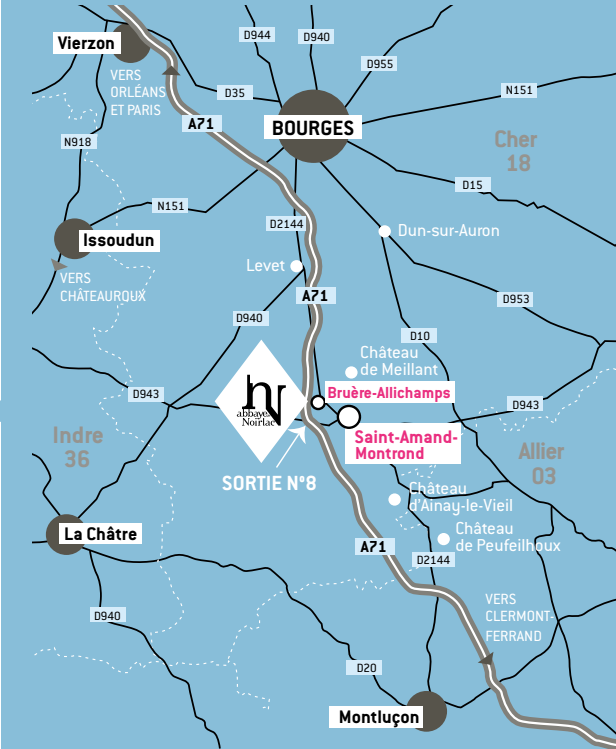 D944
D940
Vierzon
D955
VERS
ORLÉANS
ET PARIS
D35
N151
A71
BOURGES
Cher
18
N918
D15
N151
D2144
Dun-sur-Auron
Issoudun
Levet
VERS
CHÂTEAUROUX
A71
D953
D940
D10
Château
de Meillant
D943
Bruère-Allichamps
hN
abbaye
Noirlac
D943
Saint-Amand-
Montrond
Indre
36
Allier
03
SORTIE N°8
Château
d'Ainay-le-Vieil
La Châtre
Château
de Peufeilhoux
A71
D2144
VERS
CLERMONT-
FERRAND
D940
D20
Montluçon